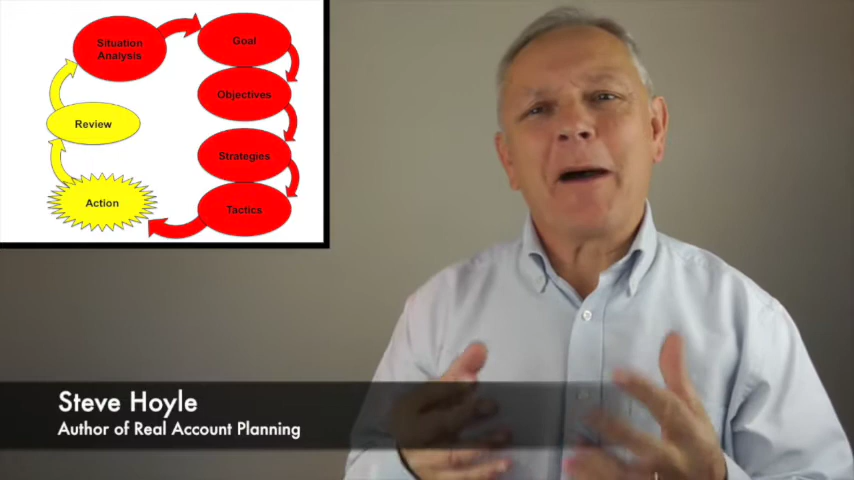 Situation
Analysis
Goal
Objectives
Strategies
Tactics
Action
Review
Steve Hoyle
Author of Real Account Planning